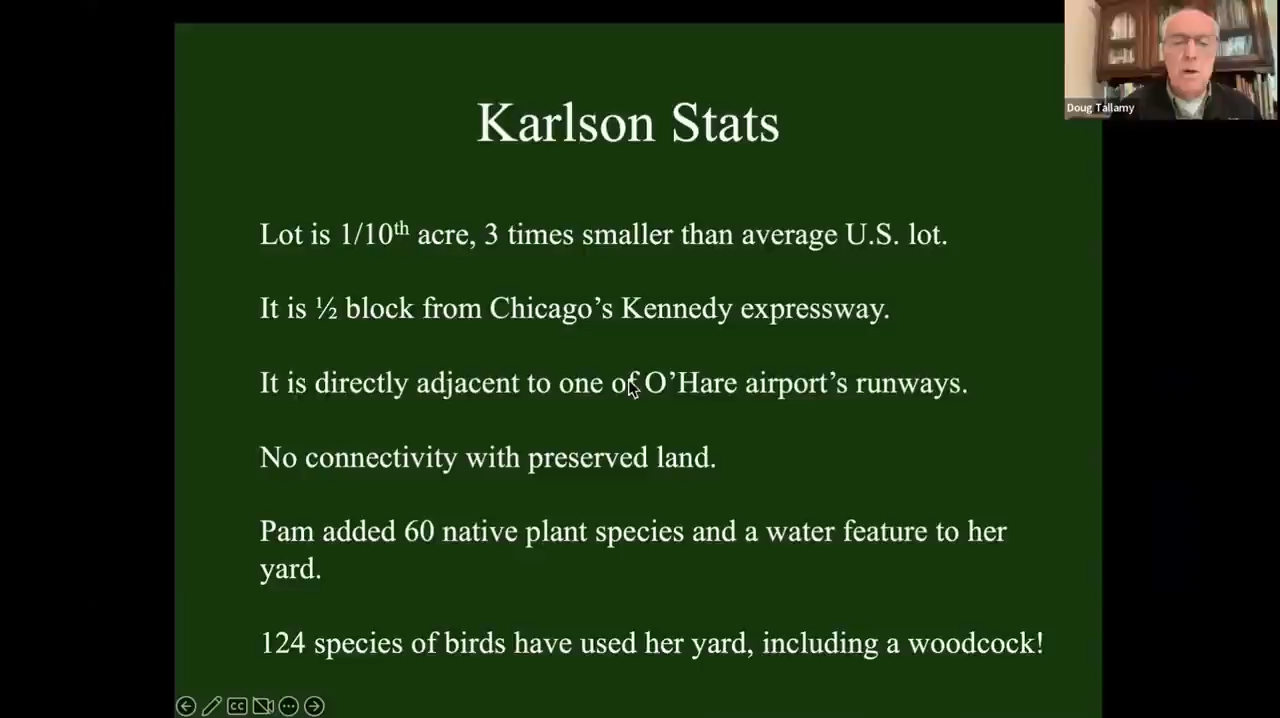 Karlson Stats
Doug Tallamy
Lot is 1/10th acre, 3 times smaller than average U.S. lot.
It is ½ block from Chicago’s Kennedy expressway.
It is directly adjacent to one of O’Hare airport’s runways.
No connectivity with preserved land.
Pam added 60 native plant species and a water feature to her
yard.
124 species of birds have used her yard, including a woodcock!
CC